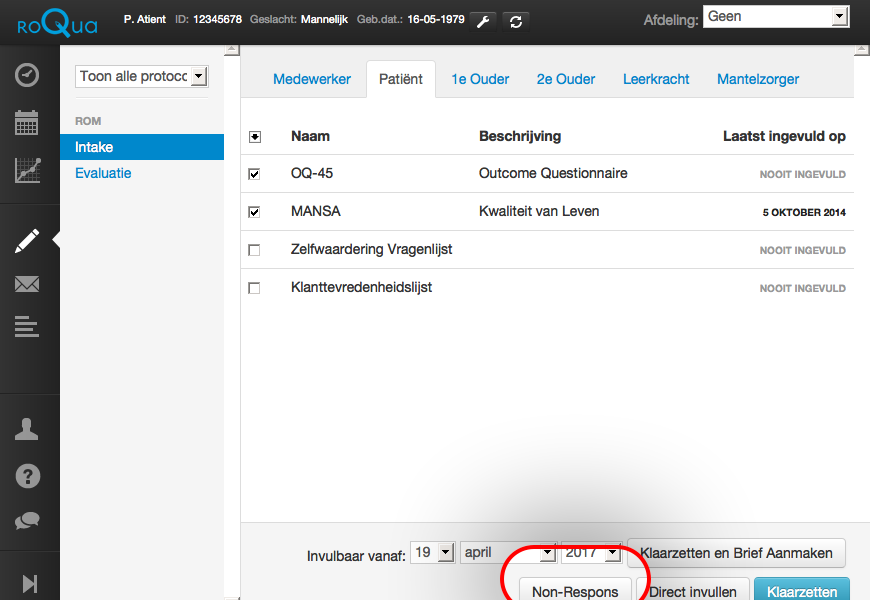 roQua
P. Atient ID: 12345678 Geslacht: Mannelijk Geb.dat.: 16-05-1979
Afdeling: Geen
Toon alle protoco
ROM
Intake
Evaluatie
Medewerker Patiënt 1e Ouder 2e Ouder Leerkracht Mantelzorger
Naam Beschrijving Laatst ingevuld op
OQ-45 Outcome Questionnaire NOOIT INGEVULD
MANSA Kwaliteit van Leven 5 OKTOBER 2014
Zelfwaardering Vragenlijst NOOIT INGEVULD
Klanttevredenheidslijst NOOIT INGEVULD
Invulbaar vanaf: 19 april 2017 Klaarzetten en Brief Aanmaken
Non-Respons Direct invullen Klaarzetten